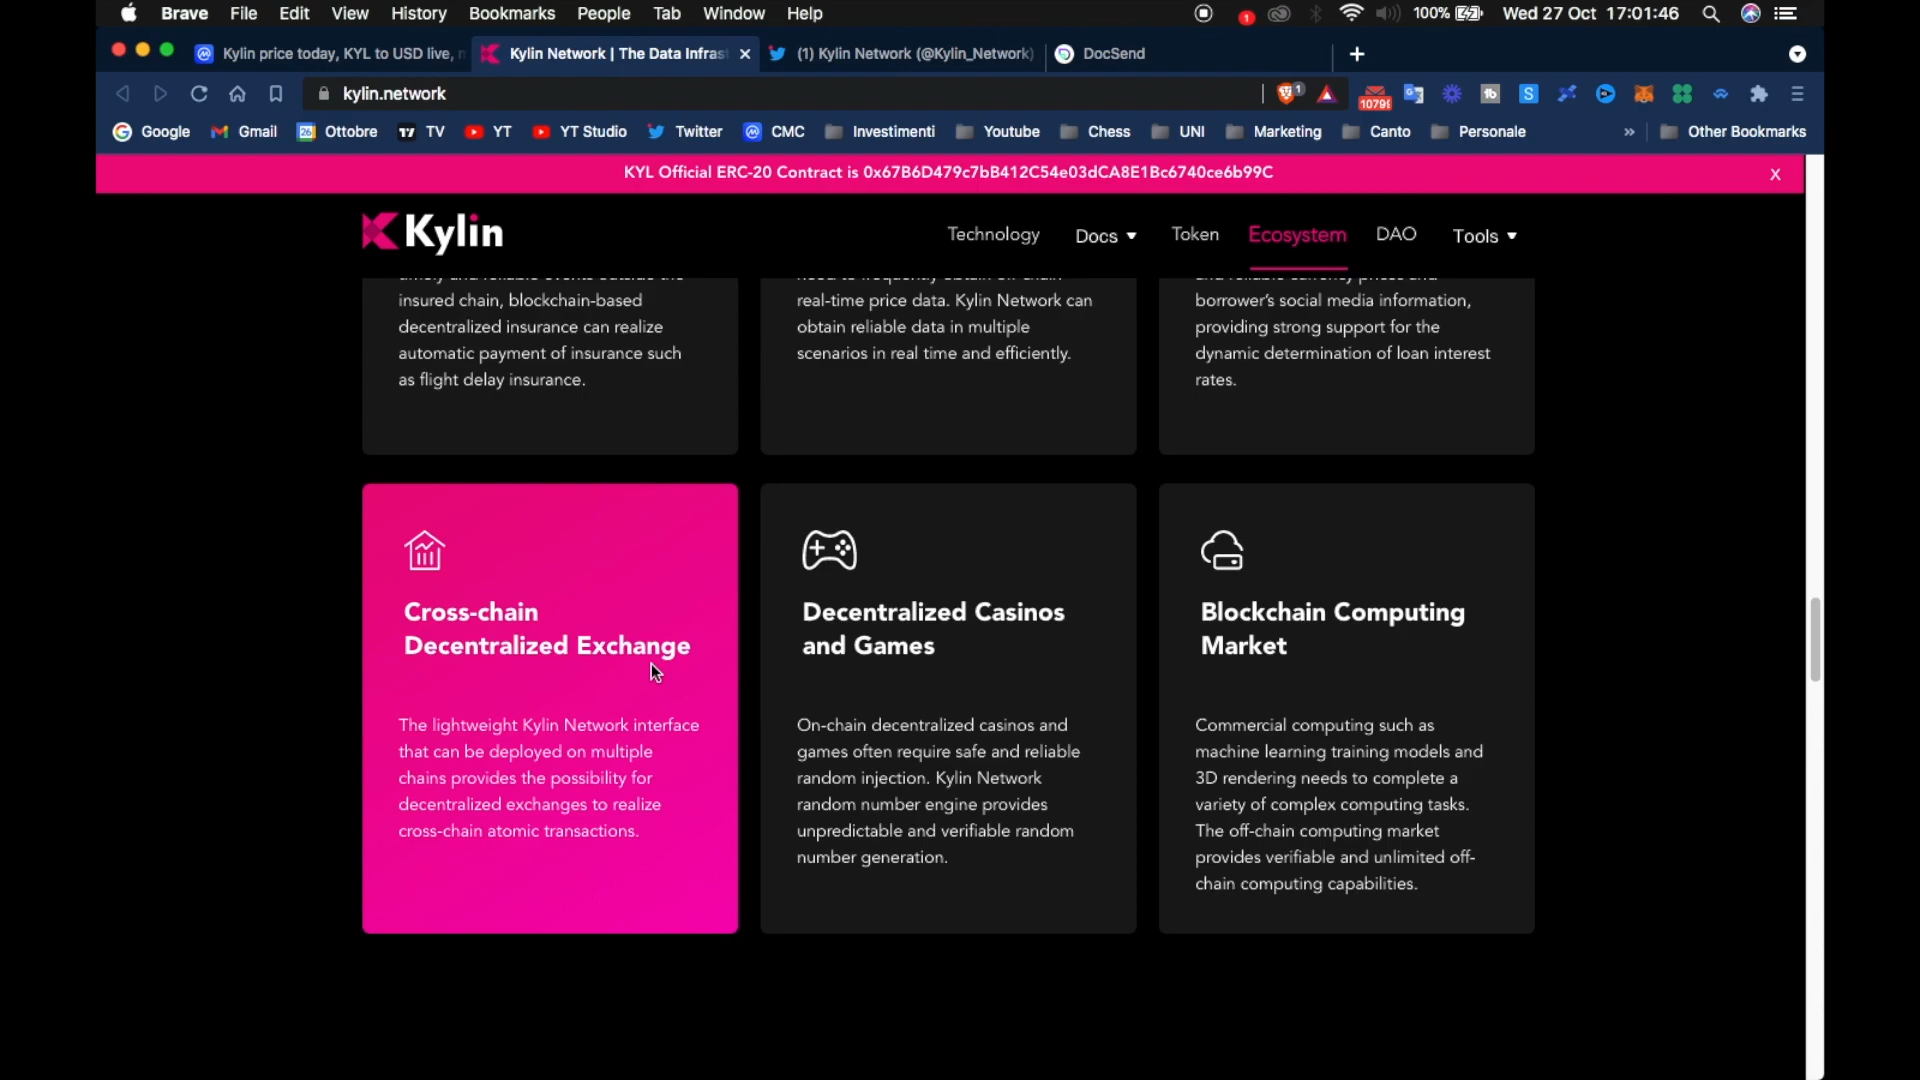 Brave File Edit View History Bookmarks People Tab Window Help 1 100% Wed 27 Oct 17:01:46
Kylin price today, KYL to USD live, Kylin Network | The Data Infras (1) Kylin Network (@Kylin_Network) DocSend
kylin.network 1 1079 S
Google Gmail 26 Ottobre TV YT YT Studio Twitter CMC Investimenti Youtube Chess UNI Marketing Canto Personale » Other Bookmarks
KYL Official ERC-20 Contract is 0x67B6D479c7bB412C54e03dCA8E1Bc6740ce6b99C X
Kylin Technology Docs Token Ecosystem DAO Tools
insured chain, blockchain-based
decentralized insurance can realize
automatic payment of insurance such
as flight delay insurance.
real-time price data. Kylin Network can
obtain reliable data in multiple
scenarios in real time and efficiently.
borrower's social media information,
providing strong support for the
dynamic determination of loan interest
rates.
Cross-chain
Decentralized Exchange
The lightweight Kylin Network interface
that can be deployed on multiple
chains provides the possibility for
decentralized exchanges to realize
cross-chain atomic transactions.
Decentralized Casinos
and Games
On-chain decentralized casinos and
games often require safe and reliable
random injection. Kylin Network
random number engine provides
unpredictable and verifiable random
number generation.
Blockchain Computing
Market
Commercial computing such as
machine learning training models and
3D rendering needs to complete a
variety of complex computing tasks.
The off-chain computing market
provides verifiable and unlimited off-
chain computing capabilities.